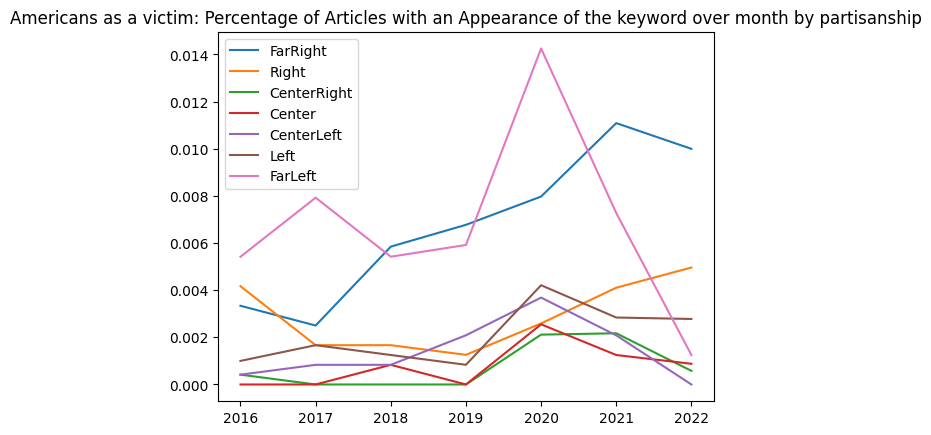 Americans as a victim: Percentage of Articles with an Appearance of the keyword over month by partisanship
FarRight
Right
CenterRight
Center
CenterLeft
Left
FarLeft
0.014
0.012
0.010
0.008
0.006
0.004
0.002
0.000
2016 2017 2018 2019 2020 2021 2022